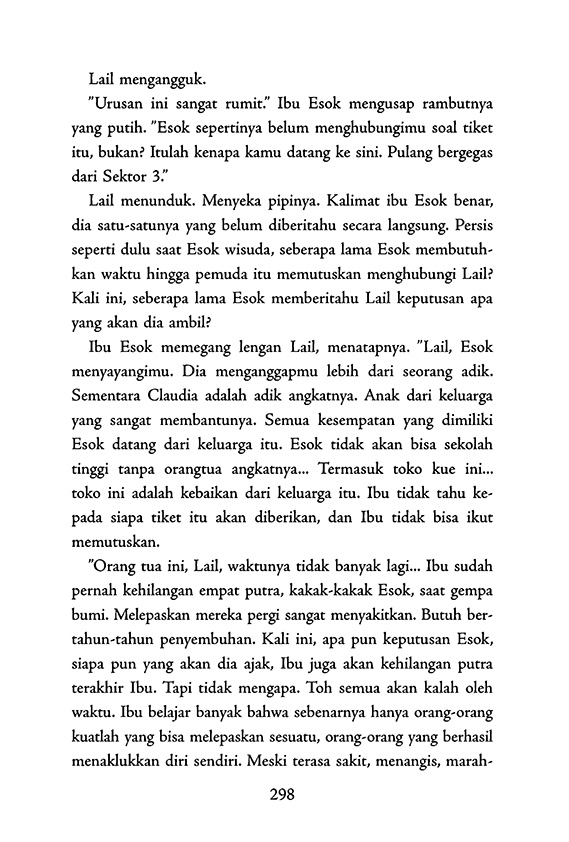 Lail mengangguk.
”Urusan ini sangat rumit.” Ibu Esok mengusap rambutnya
yang putih. ”Esok sepertinya belum menghubungimu soal tiket
itu, bukan? Itulah kenapa kamu datang ke sini. Pulang bergegas
dari Sektor 3.”
Lail menunduk. Menyeka pipinya. Kalimat ibu Esok benar,
dia satu-satunya yang belum diberitahu secara langsung. Persis
seperti dulu saat Esok wisuda, seberapa lama Esok membutuh-
kan waktu hingga pemuda itu memutuskan menghubungi Lail?
Kali ini, seberapa lama Esok memberitahu Lail keputusan apa
yang akan dia ambil?
Ibu Esok memegang lengan Lail, menatapnya. ”Lail, Esok
menyayangimu. Dia menganggapmu lebih dari seorang adik.
Sementara Claudia adalah adik angkatnya. Anak dari keluarga
yang sangat membantunya. Semua kesempatan yang dimiliki
Esok datang dari keluarga itu. Esok tidak akan bisa sekolah
tinggi tanpa orangtua angkatnya... Termasuk toko kue ini...
toko ini adalah kebaikan dari keluarga itu. Ibu tidak tahu ke-
pada siapa tiket itu akan diberikan, dan Ibu tidak bisa ikut
memutuskan.
”Orang tua ini, Lail, waktunya tidak banyak lagi... Ibu sudah
pernah kehilangan empat putra, kakak-kakak Esok, saat gempa
bumi. Melepaskan mereka pergi sangat menyakitkan. Butuh ber-
tahun-tahun penyembuhan. Kali ini, apa pun keputusan Esok,
siapa pun yang akan dia ajak, Ibu juga akan kehilangan putra
terakhir Ibu. Tapi tidak mengapa. Toh semua akan kalah oleh
waktu. Ibu belajar banyak bahwa sebenarnya hanya orang-orang
kuatlah yang bisa melepaskan sesuatu, orang-orang yang berhasil
menaklukkan diri sendiri. Meski terasa sakit, menangis, marah-
298